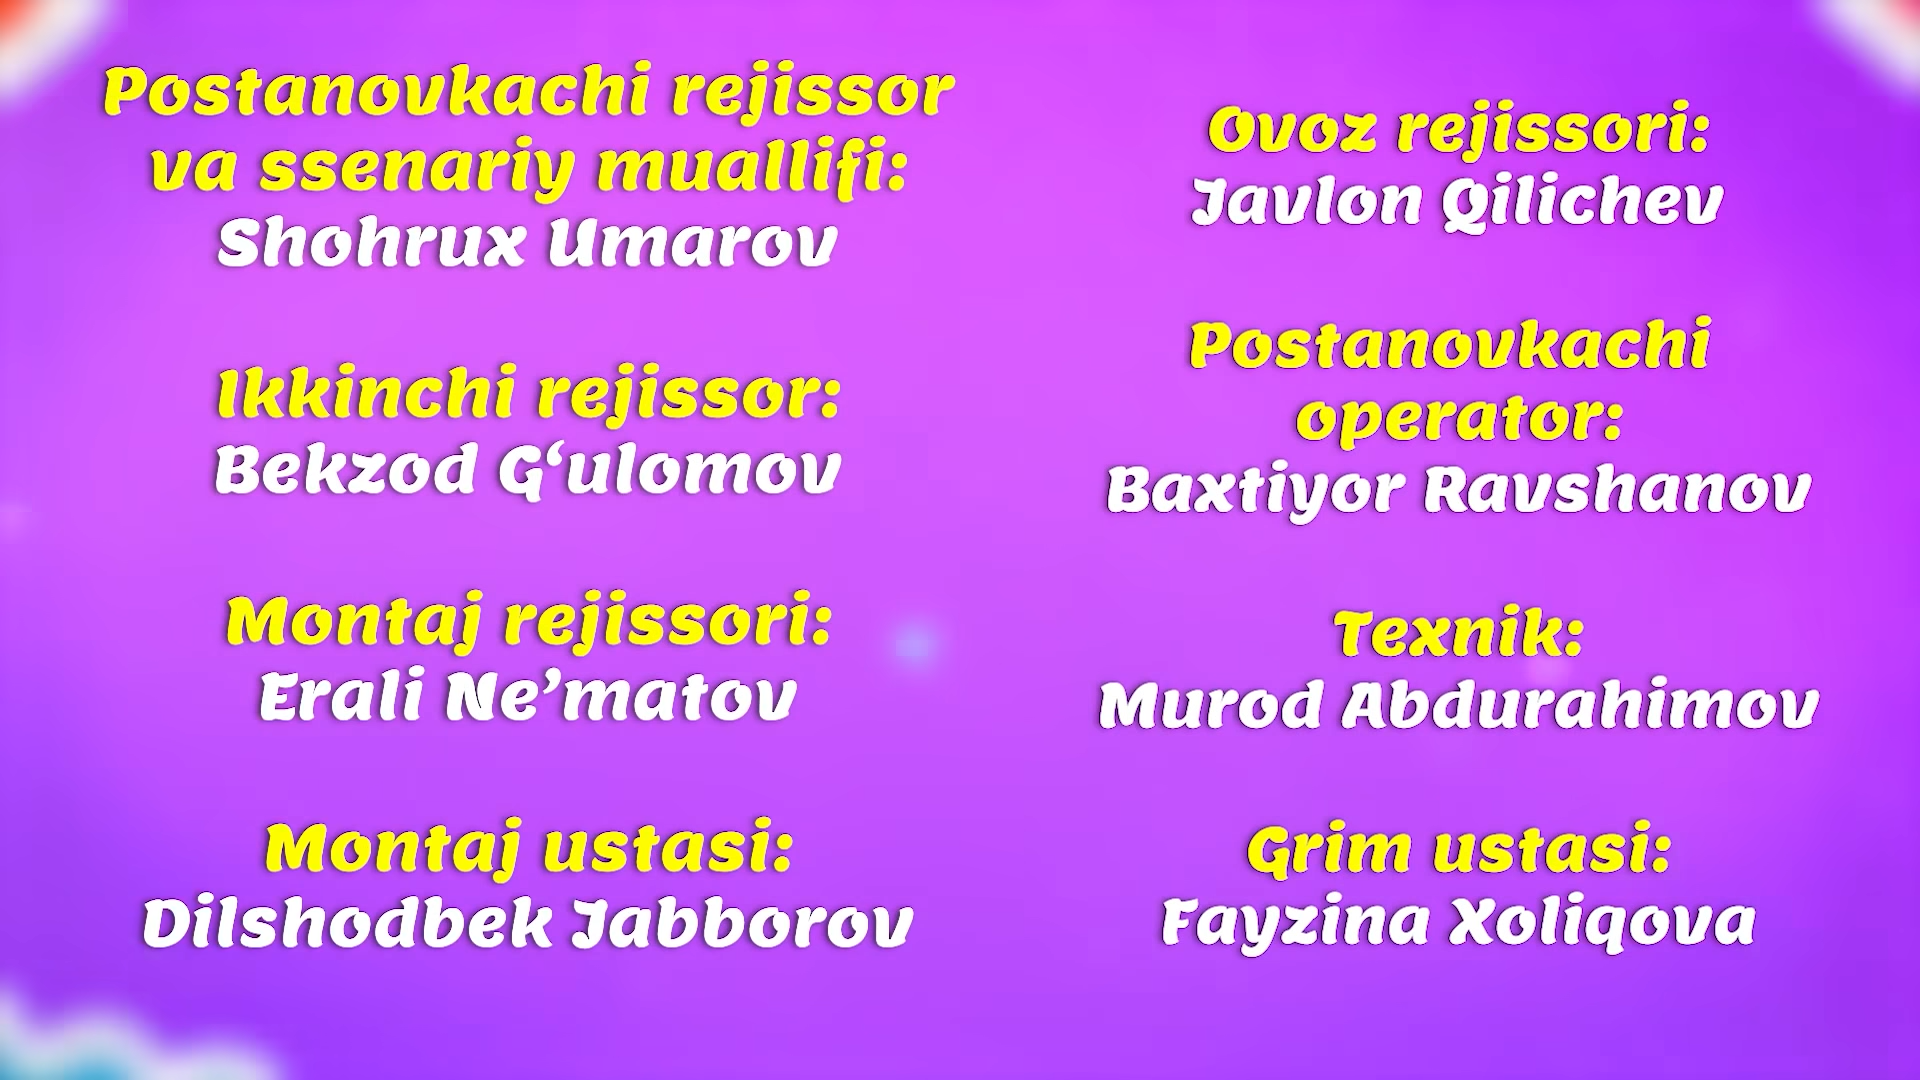 Postanovkachi rejissor
va ssenariy muallifi:
Shohrux Umarov
Ikkinchi rejissor:
Bekzod G‘ulomov
Montaj rejissori:
Erali Ne’matov
Montaj ustasi:
Dilshodbek Jabborov
Ovoz rejissori:
Javlon Qilichev
Postanovkachi
operator:
Baxtiyor Ravshanov
Texnik:
Murod Abdurahimov
Grim ustasi:
Fayzina Xoliqova